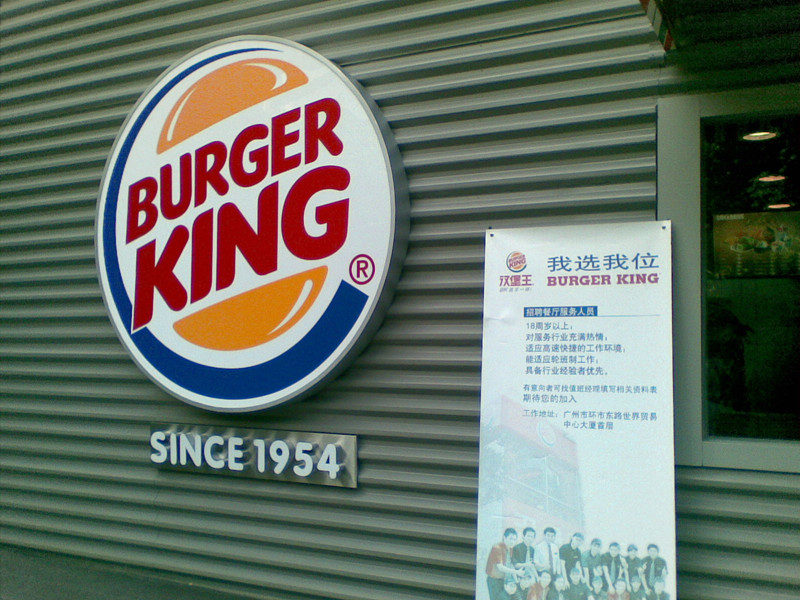 BURGER
KING
®
SINCE 1954
BURGER
KING
汉堡王
我选我位
BURGER KING
招聘餐厅服务人员
18周岁以上；
对服务行业充满热情；
适应高速快捷的工作环境；
能适应轮班制工作；
具备行业经验者优先。
有意向者可找值班经理填写相关资料表
期待您的加入
工作地址：广州市环市东路世界贸易
中心大厦首层